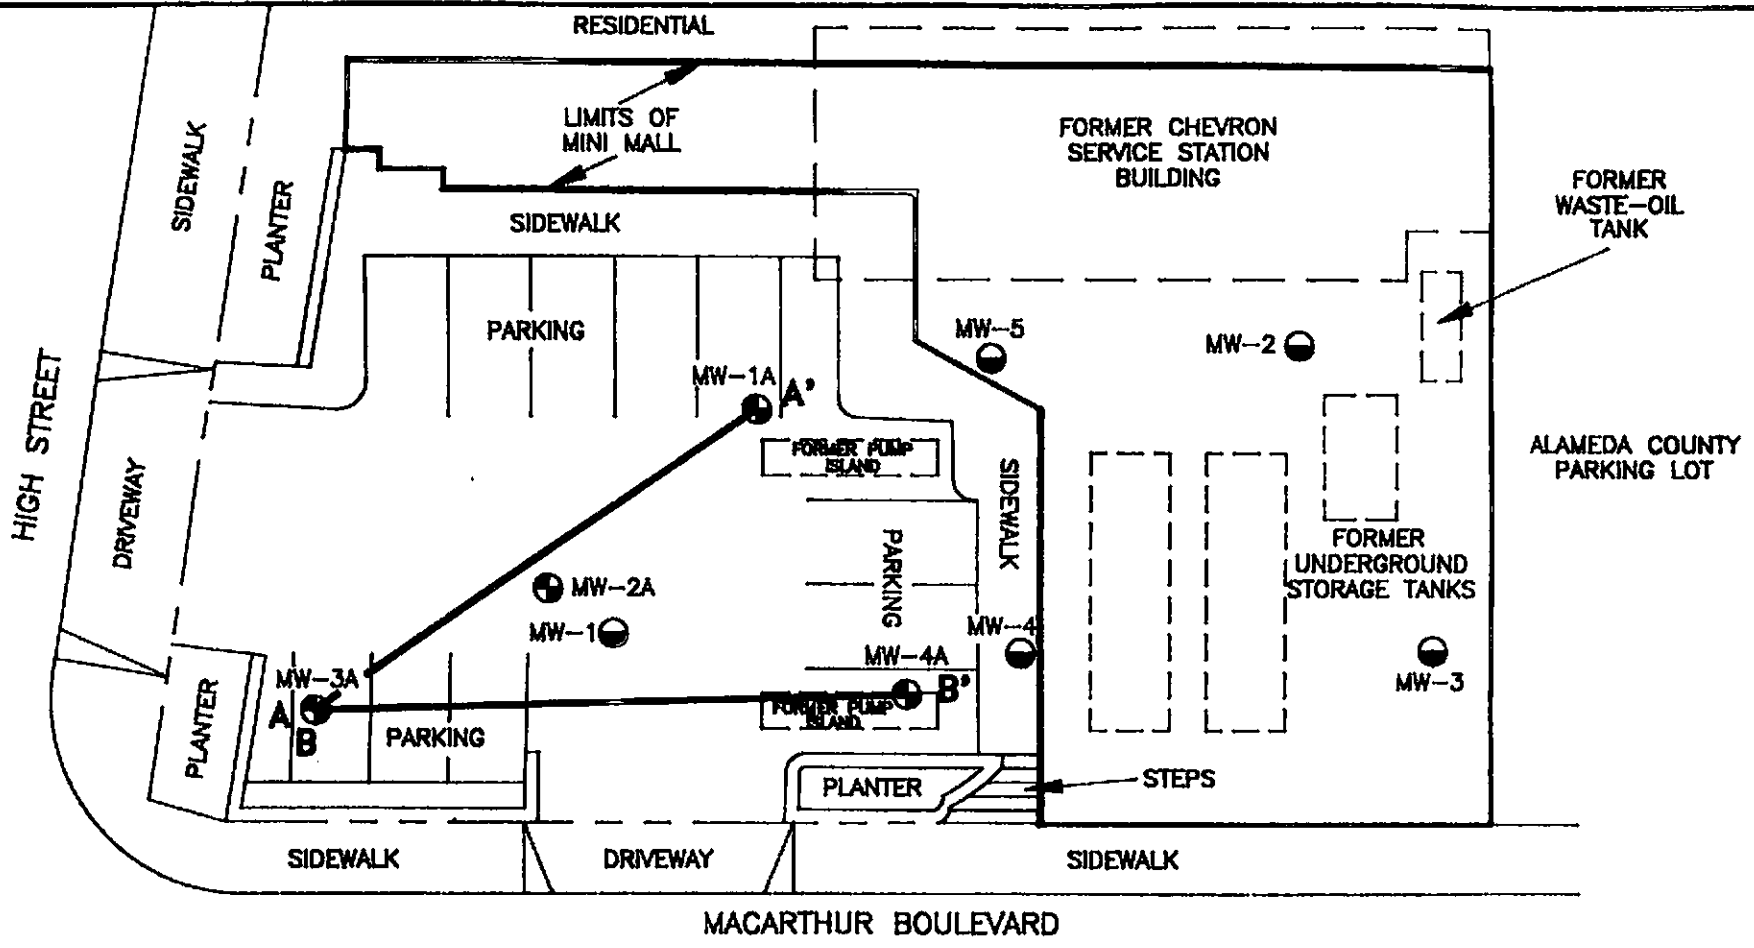 RESIDENTIAL
LIMITS OF
MINI MALL
FORMER CHEVRON
SERVICE STATION
BUILDING
FORMER
WASTE-OIL
TANK
SIDEWALK
PLANTER
SIDEWALK
PARKING
MW-5
MW-2
MW-1A
A'
HIGH STREET
DRIVEWAY
FORMER PUMP
ISLAND
SIDEWALK
ALAMEDA COUNTY
PARKING LOT
PARKING
FORMER
UNDERGROUND
STORAGE TANKS
MW-2A
MW-1
MW-4
MW-4A
MW-3
MW-3A
A
B
B'
FORMER PUMP
ISLAND
PARKING
PLANTER
PLANTER
STEPS
SIDEWALK
DRIVEWAY
SIDEWALK
MACARTHUR BOULEVARD